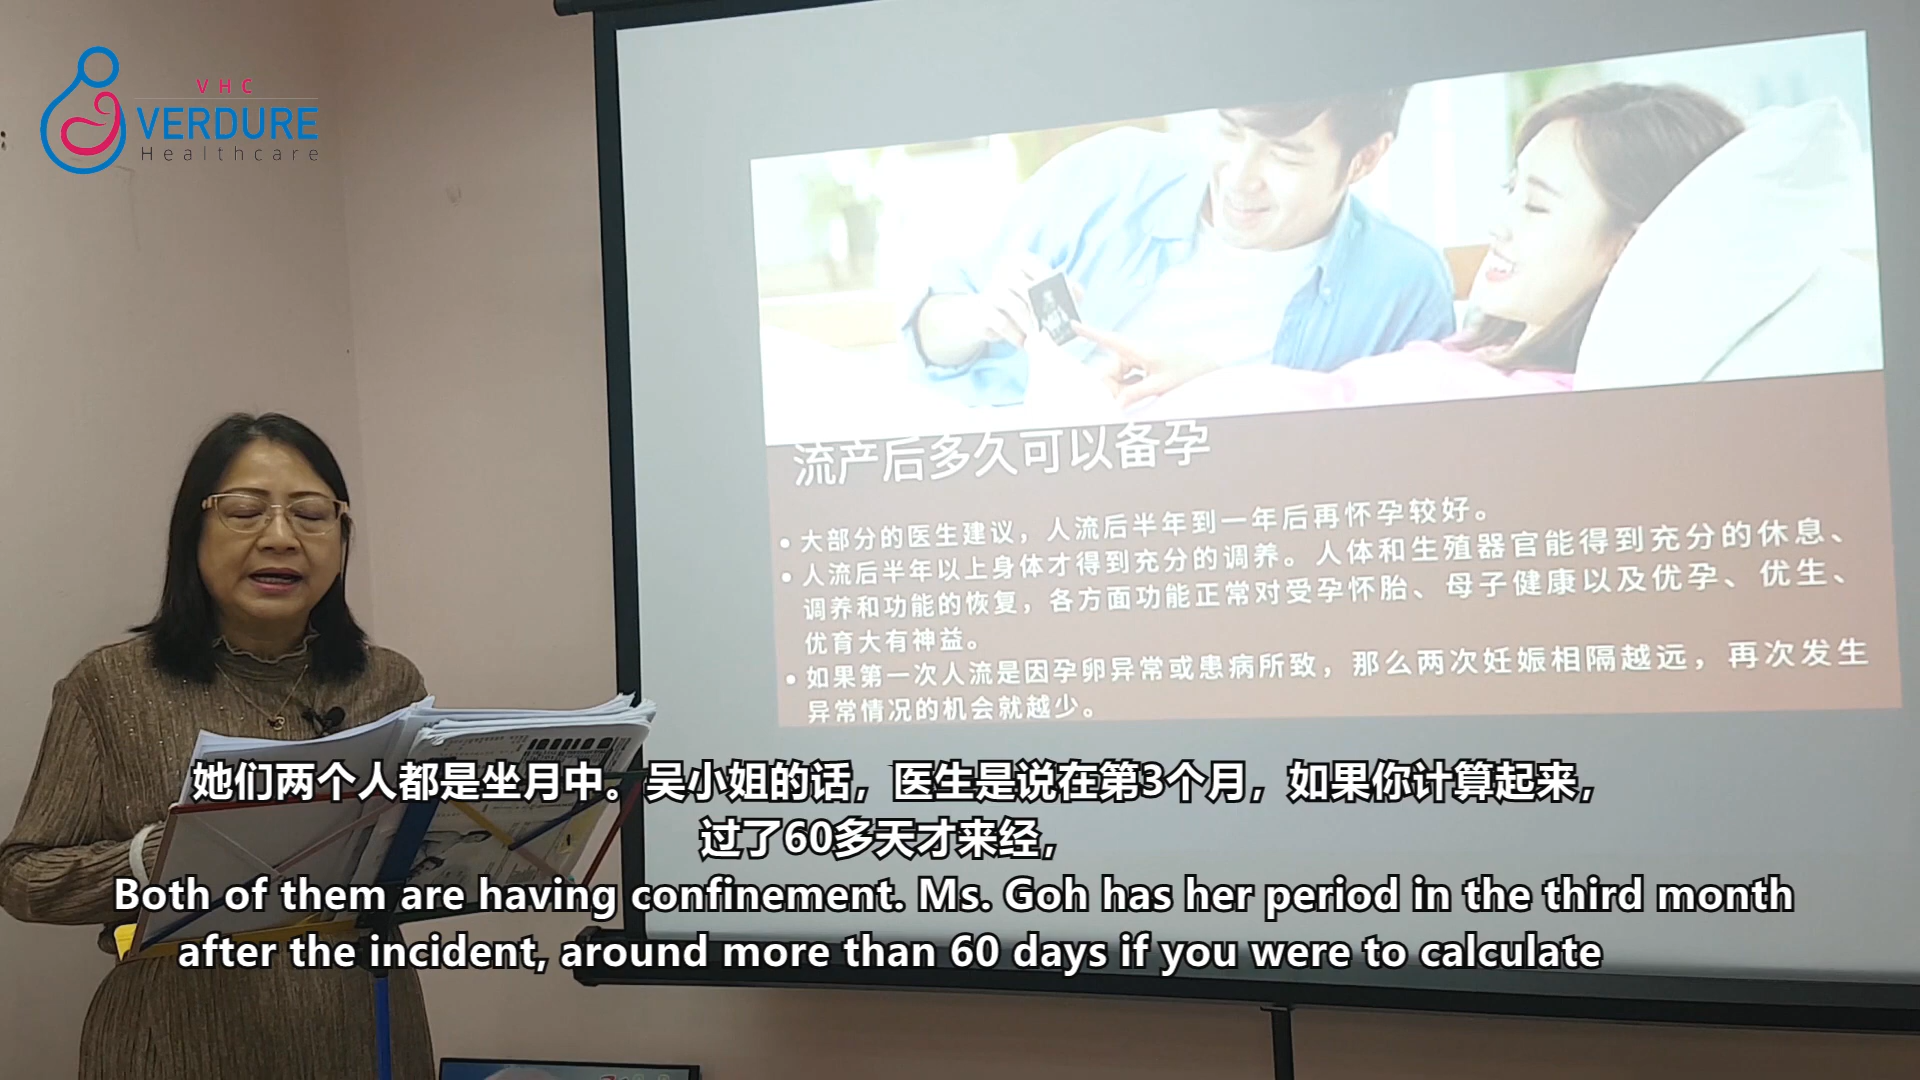 VHC
VERDURE
Healthcare
流产后多久可以备孕
• 大部分的医生建议，人流后半年到一年后再怀孕较好。
• 人流后半年以上身体才得到充分的调养。人体和生殖器官能得到充分的休息、
调养和功能的恢复，各方面功能正常对受孕怀胎、母子健康以及优孕、优生、
优育大有神益。
• 如果第一次人流是因孕卵异常或患病所致，那么两次妊娠相隔越远，再次发生
异常情况的机会就越少。
她们两个人都是坐月中。吴小姐的话，医生是说在第3个月，如果你计算起来，
过了60多天才来经，
Both of them are having confinement. Ms. Goh has her period in the third month
after the incident, around more than 60 days if you were to calculate